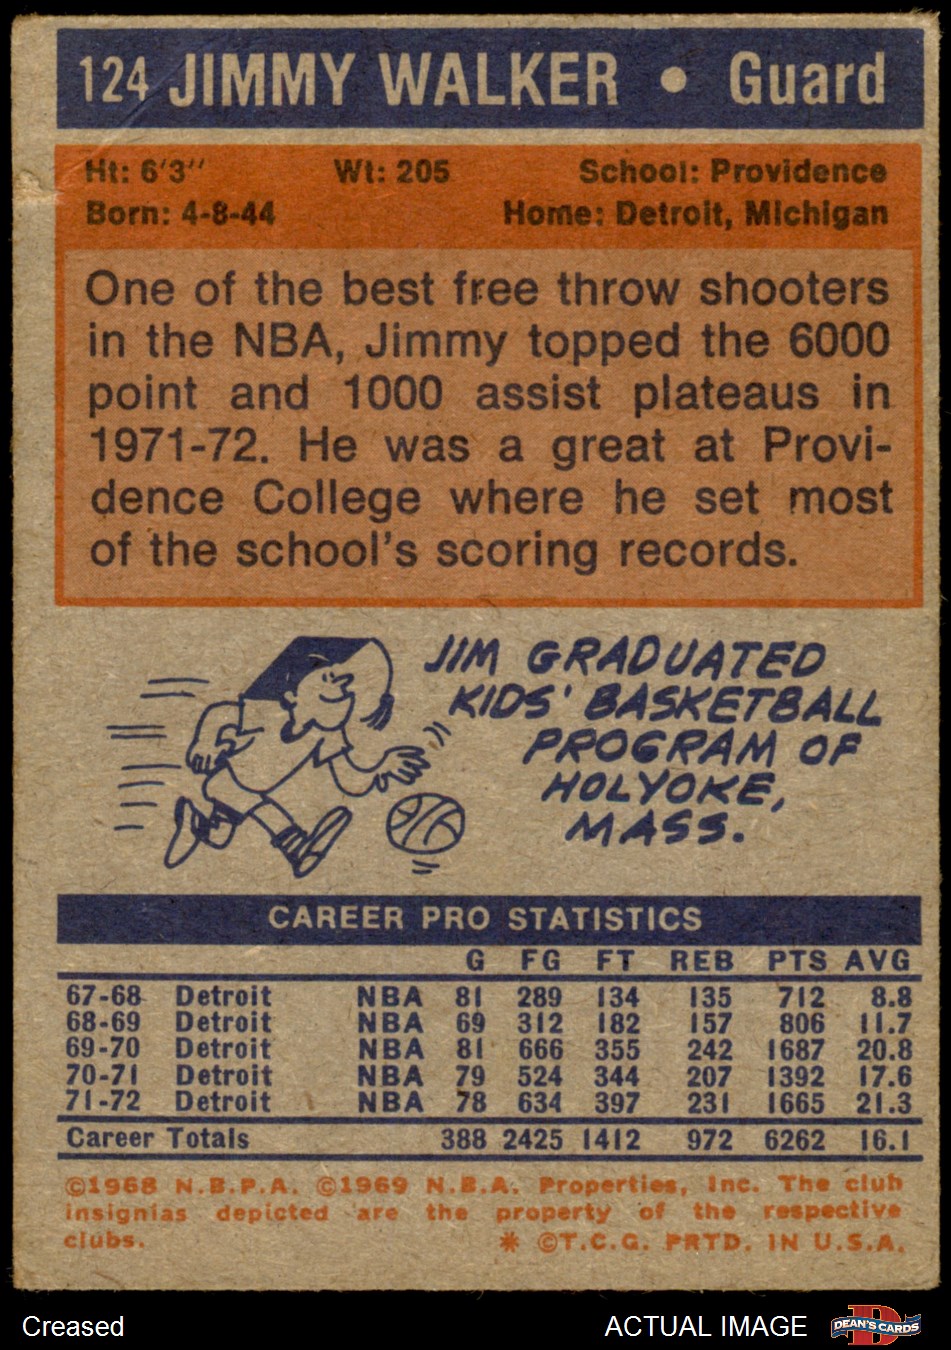 124 JIMMY WALKER • Guard
Ht: 6'3" Wt: 205 School: Providence
Born: 4-8-44 Home: Detroit, Michigan
One of the best free throw shooters
in the NBA, Jimmy topped the 6000
point and 1000 assist plateaus in
1971-72. He was a great at Provi-
dence College where he set most
of the school's scoring records.
JIM GRADUATED
KIDS' BASKETBALL
PROGRAM OF
HOLYOKE,
MASS.
CAREER PRO STATISTICS
G FG FT REB PTS AVG
67-68 Detroit NBA 81 289 134 135 712 8.8
68-69 Detroit NBA 69 312 182 157 806 11.7
69-70 Detroit NBA 81 666 355 242 1687 20.8
70-71 Detroit NBA 79 524 344 207 1392 17.6
71-72 Detroit NBA 78 634 397 231 1665 21.3
Career Totals 388 2425 1412 972 6262 16.1
©1968 N.B.P.A. ©1969 N.B.A. Properties, Inc. The club
insignias depicted are the property of the respective
clubs. * ©T.C.G. PRTD. IN U.S.A.
Creased ACTUAL IMAGE DEAN'S CARDS